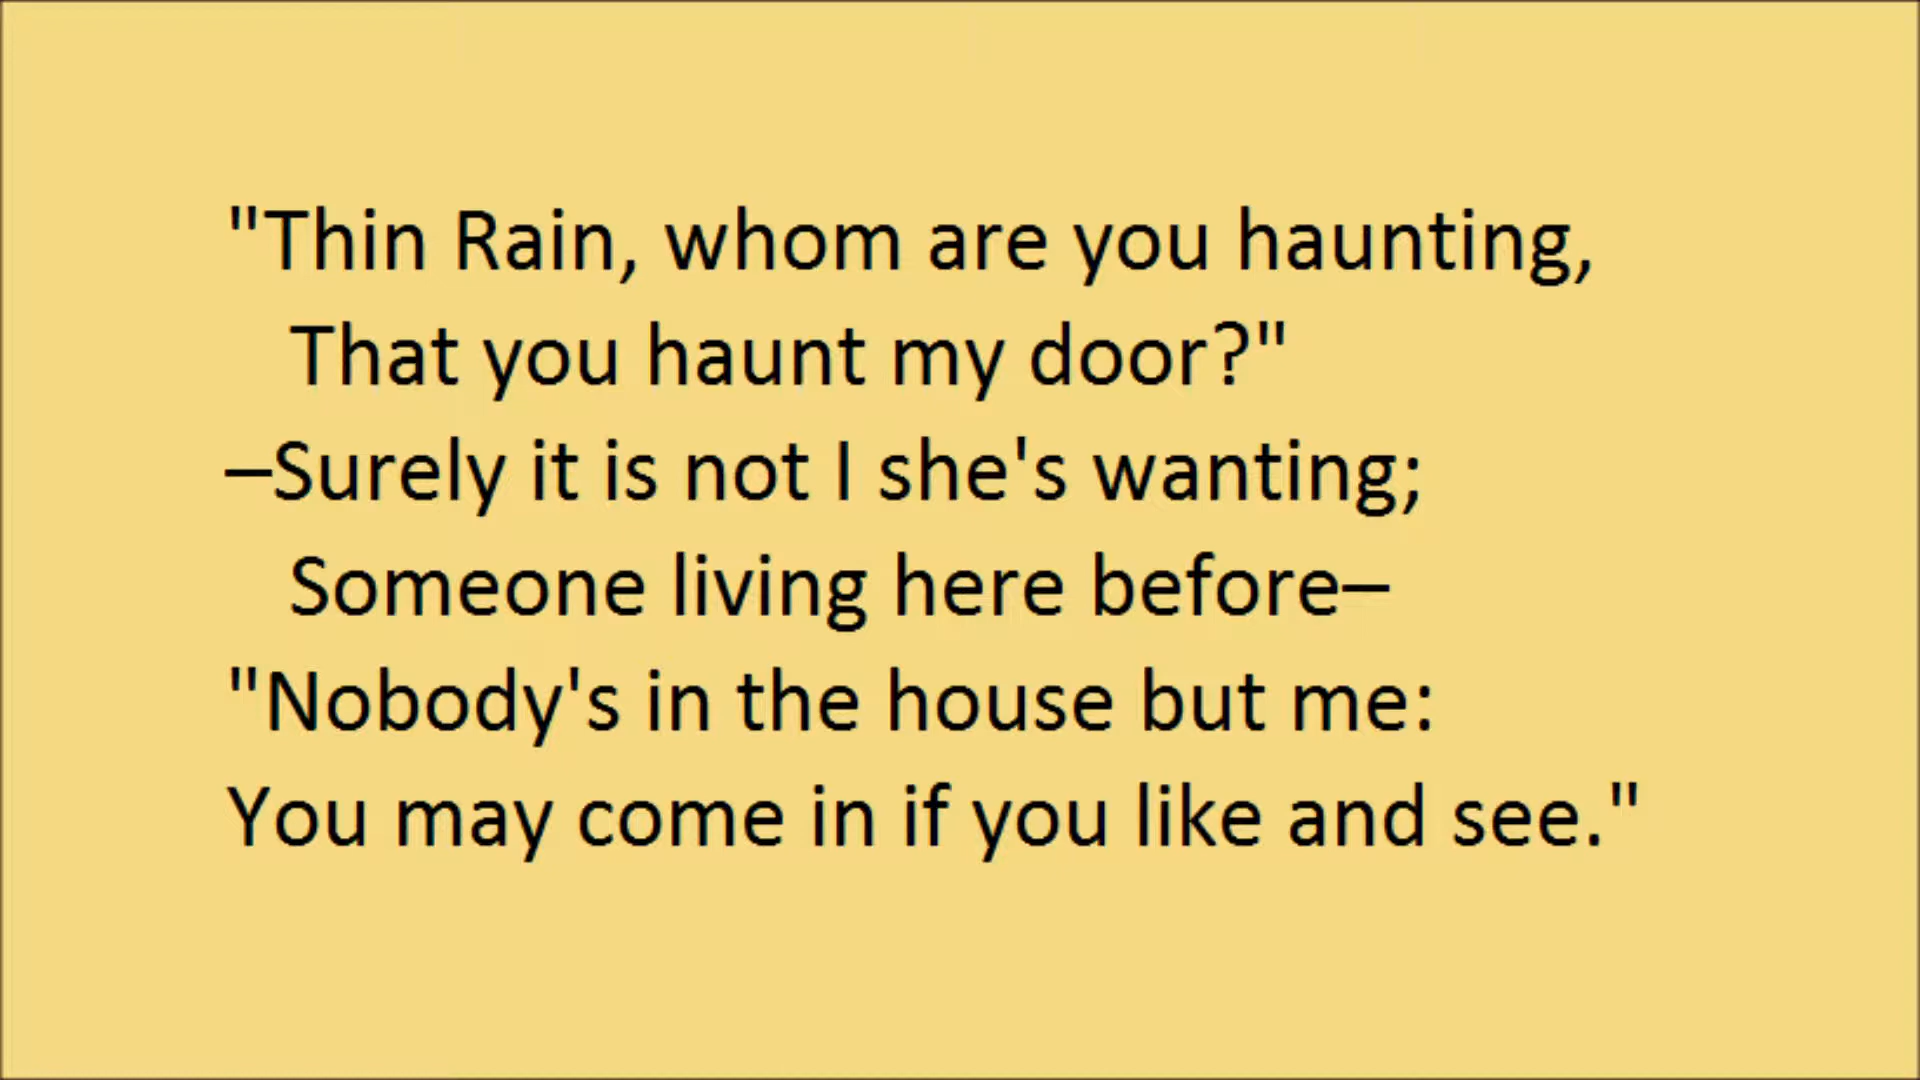 "Thin Rain, whom are you haunting,
That you haunt my door?"
–Surely it is not I she's wanting;
Someone living here before–
"Nobody's in the house but me:
You may come in if you like and see."